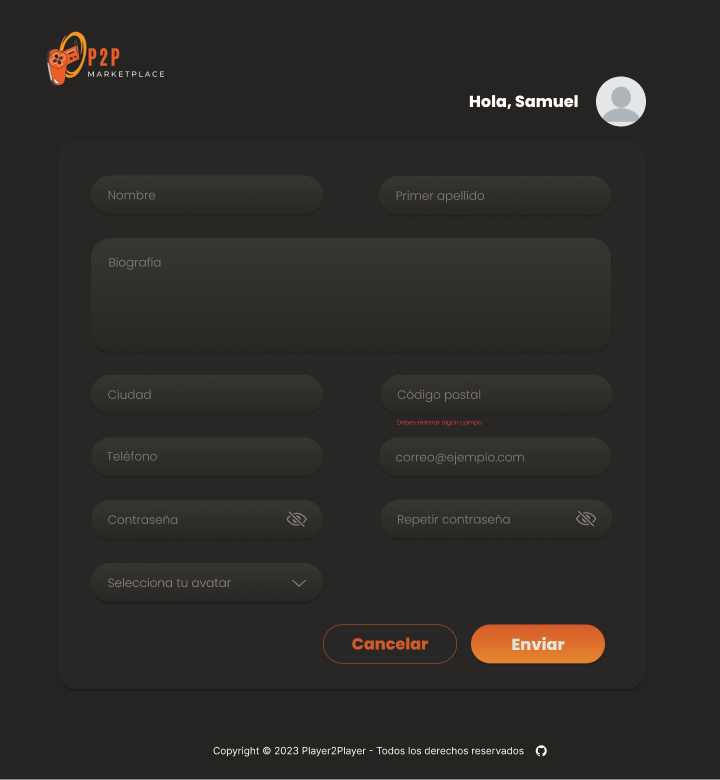 P2P
MARKETPLACE
Hola, Samuel
Nombre
Primer apellido
Biografía
Ciudad
Código postal
Debes rellenar algún campo
Teléfono
correo@ejemplo.com
Contraseña
Repetir contraseña
Selecciona tu avatar
Cancelar
Enviar
Copyright © 2023 Player2Player - Todos los derechos reservados